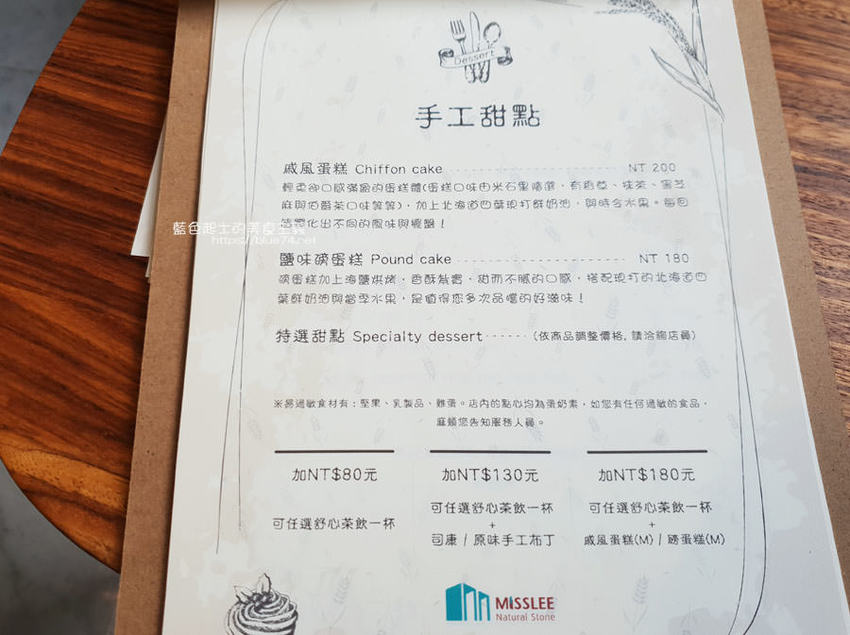 Dessert
手工甜點
戚風蛋糕 Chiffon cake NT 200
輕柔卻口感滿盈的蛋糕體(蛋糕口味由米石里精選，有香草、抹茶、黑芝
麻與伯爵茶口味等等)，加上北海道四葉現打鮮奶油，與時令水果。每回
變化出不同的風味與擺盤！
藍色起士的美食主義
https://blue74.net
鹽味磅蛋糕 Pound cake NT 180
磅蛋糕加上海鹽烘烤，香酥紮實，甜而不膩的口感，搭配現打的北海道四
葉鮮奶油與當季水果，是值得您多次品嚐的好滋味！
特選甜點 Specialty dessert (依商品調整價格, 請洽詢店員)
※易過敏食材有：堅果、乳製品、雞蛋。店內的點心均為蛋奶素，如您有任何過敏的食品，
麻煩您告知服務人員。
加NT$80元
可任選舒心茶飲一杯
加NT$130元
可任選舒心茶飲一杯
+
司康 / 原味手工布丁
加NT$180元
可任選舒心茶飲一杯
+
戚風蛋糕(M) / 磅蛋糕(M)
MISSLEE
Natural Stone